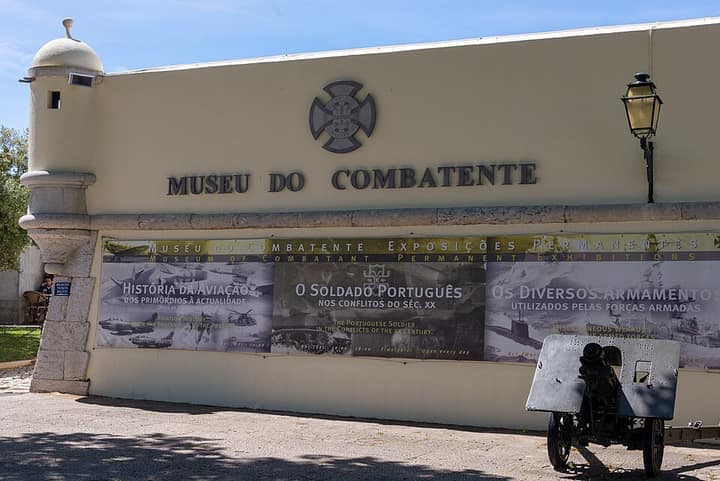 MUSEU DO COMBATENTE
MUSEU DO COMBATENTE EXPOSIÇÕES PERMANENTES
MUSEUM OF COMBATANT PERMANENT EXHIBITIONS
HISTÓRIA DA AVIAÇÃO
DOS PRIMÓRDIOS À ACTUALIDADE
O SOLDADO PORTUGUÊS
NOS CONFLITOS DO SÉC. XX
THE PORTUGUESE SOLDIER
IN THE CONFLICTS OF THE XX CENTURY
OS DIVERSOS ARMAMENTOS
UTILIZADOS PELAS FORÇAS ARMADAS